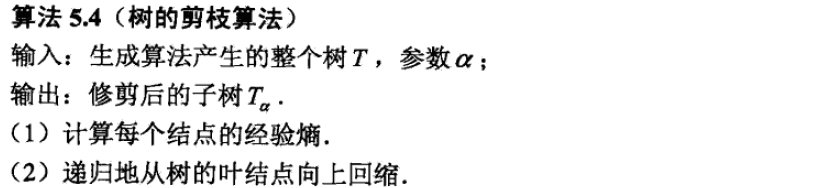 算法 5.4（树的剪枝算法）
输入：生成算法产生的整个树 T，参数 α；
输出：修剪后的子树 Tα．
（1）计算每个结点的经验熵．
（2）递归地从树的叶结点向上回缩．